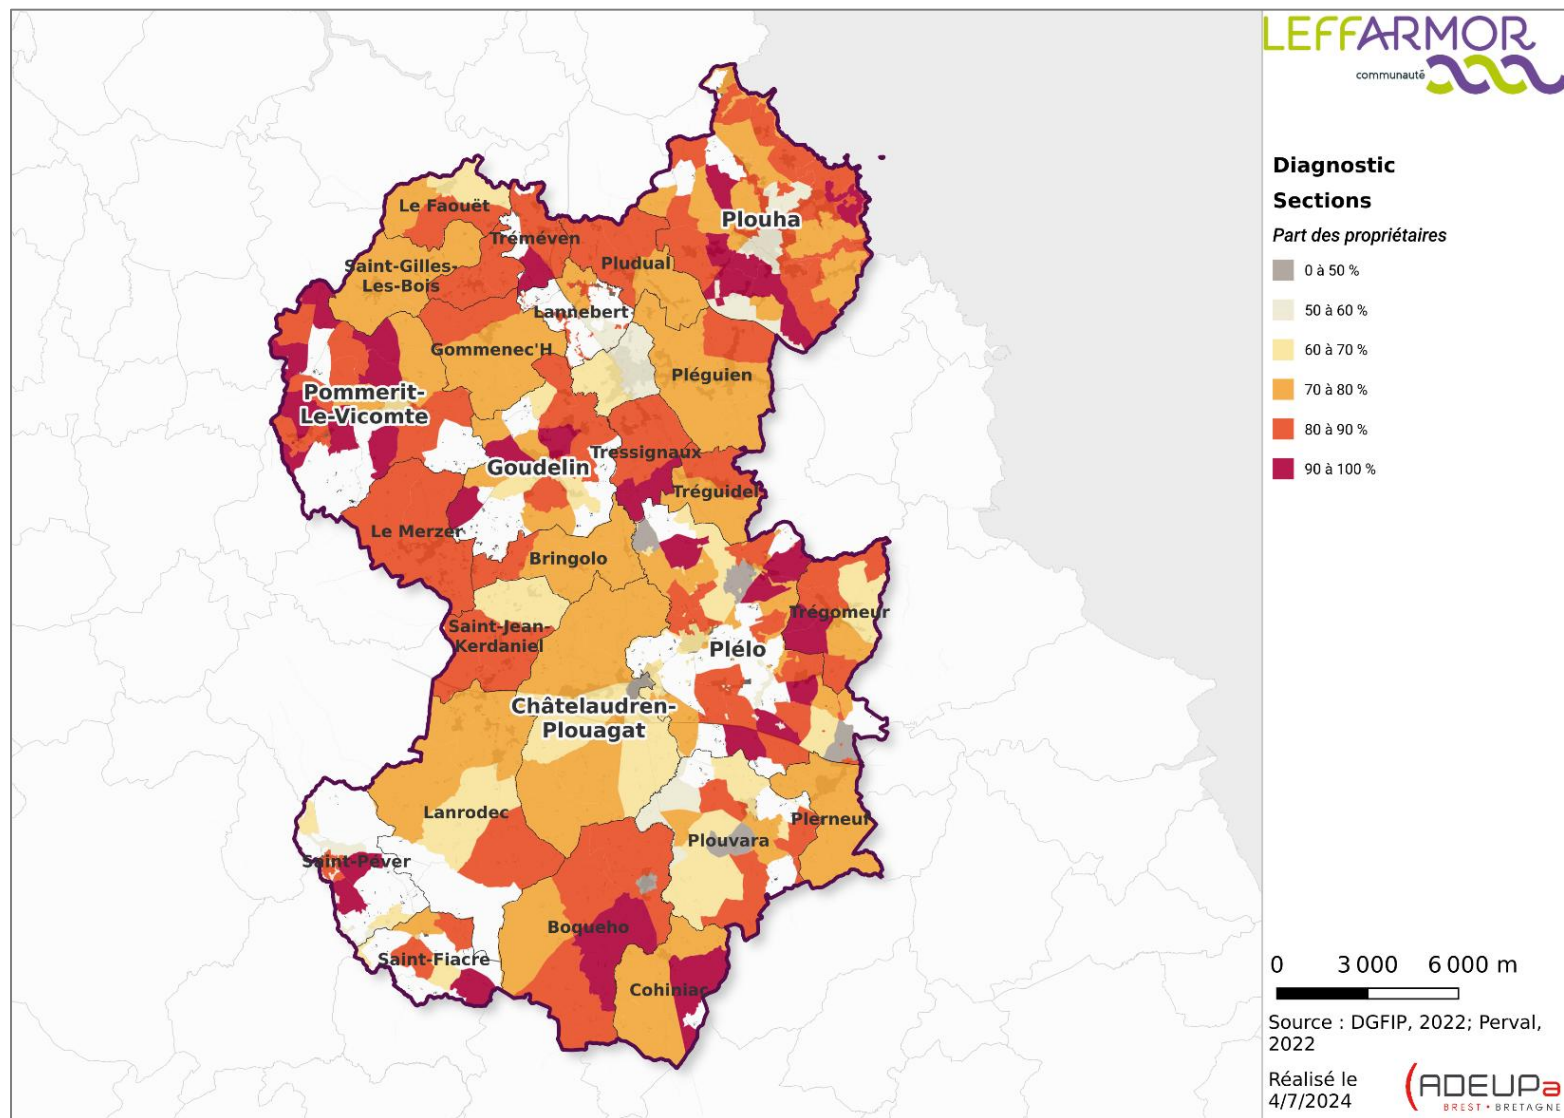 LEFFARMOR
communauté
Diagnostic
Sections
Part des propriétaires
0 à 50 %
50 à 60 %
60 à 70 %
70 à 80 %
80 à 90 %
90 à 100 %
Le Faouët
Plouha
Tréméven
Saint-Gilles-
Les-Bois
Pludual
Lannebert
Gommenec'H
Pléguien
Pommerit-
Le-Vicomte
Tressignaux
Goudelin
Tréguidel
Le Merzer
Bringolo
Trégomeur
Saint-Jean-
Kerdaniel
Plélo
Châtelaudren-
Plouagat
Lanrodec
Plerneuf
Plouvara
Saint-Péver
Boqueho
Saint-Fiacre
Cohiniac
0 3 000 6 000 m
Source : DGFIP, 2022; Perval,
2022
Réalisé le
4/7/2024
ADEUPa
BREST • BRETAGNE